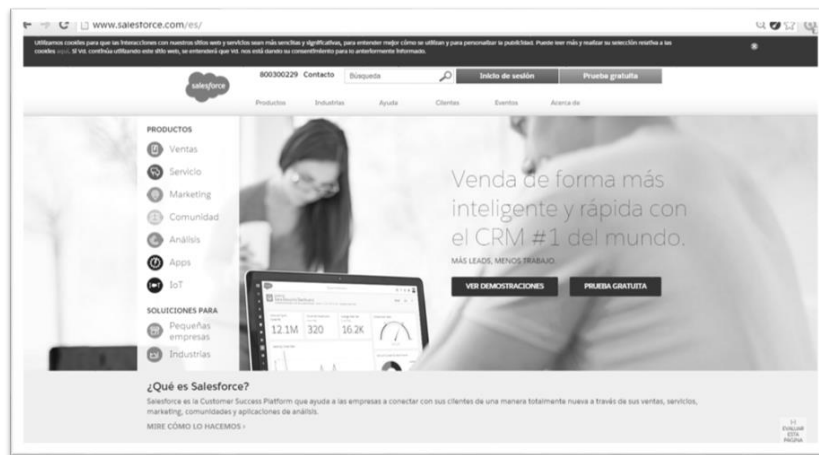 www.salesforce.com/es/
Utilizamos cookies para que las interacciones con nuestros sitios web y servicios sean más sencillas y significativas, para entender mejor cómo se utilizan y para personalizar la publicidad. Puede leer más y realizar su selección relativa a las
cookies aquí. Si Vd. continúa utilizando este sitio web, se entenderá que Vd. nos está dando su consentimiento para lo anteriormente informado.
salesforce
800300229 Contacto Búsqueda Inicio de sesión Prueba gratuita
Productos Industrias Ayuda Clientes Eventos Acerca de
PRODUCTOS
Ventas
Servicio
Marketing
Comunidad
Análisis
Apps
IoT
SOLUCIONES PARA
Pequeñas
empresas
Industrias
Venda de forma más
inteligente y rápida con
el CRM #1 del mundo.
MÁS LEADS, MENOS TRABAJO.
VER DEMOSTRACIONES PRUEBA GRATUITA
12.1M 320 16.2K
¿Qué es Salesforce?
Salesforce es la Customer Success Platform que ayuda a las empresas a conectar con sus clientes de una manera totalmente nueva a través de sus ventas, servicios,
marketing, comunidades y aplicaciones de análisis.
MIRE CÓMO LO HACEMOS ›
[-]
EVALUAR
ESTA
PÁGINA